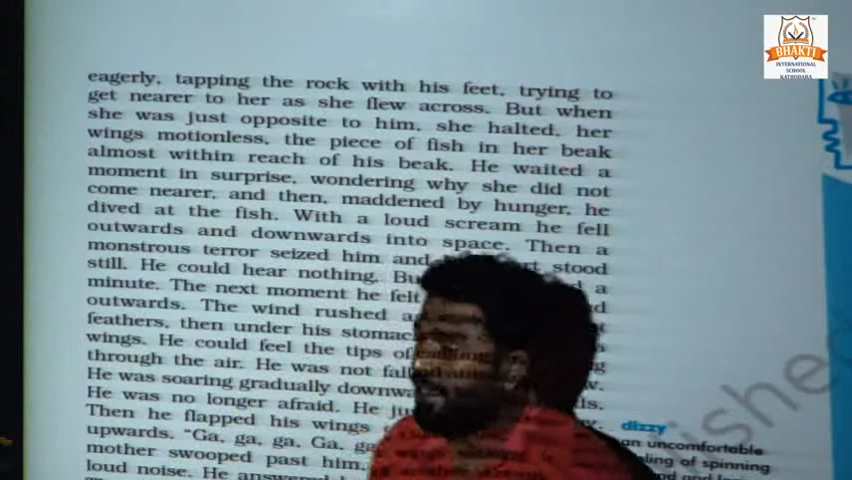 BHAKTI
INTERNATIONAL
SCHOOL
KATHODARA
eagerly, tapping the rock with his feet, trying to
get nearer to her as she flew across. But when
she was just opposite to him, she halted, her
wings motionless, the piece of fish in her beak
almost within reach of his beak. He waited a
moment in surprise, wondering why she did not
come nearer, and then, maddened by hunger, he
dived at the fish. With a loud scream he fell
outwards and downwards into space. Then a
monstrous terror seized him and stood
still. He could hear nothing. a
minute. The next moment he felt
outwards. The wind rushed
feathers, then under his
wings. He could feel the tips of
through the air. He was not
He was soaring gradually
He was no longer afraid. He
Then he flapped his wings
upwards. "Ga, ga, ga, Ga,
mother swooped past him,
loud noise. He answered
dizzy
an uncomfortable
of spinning